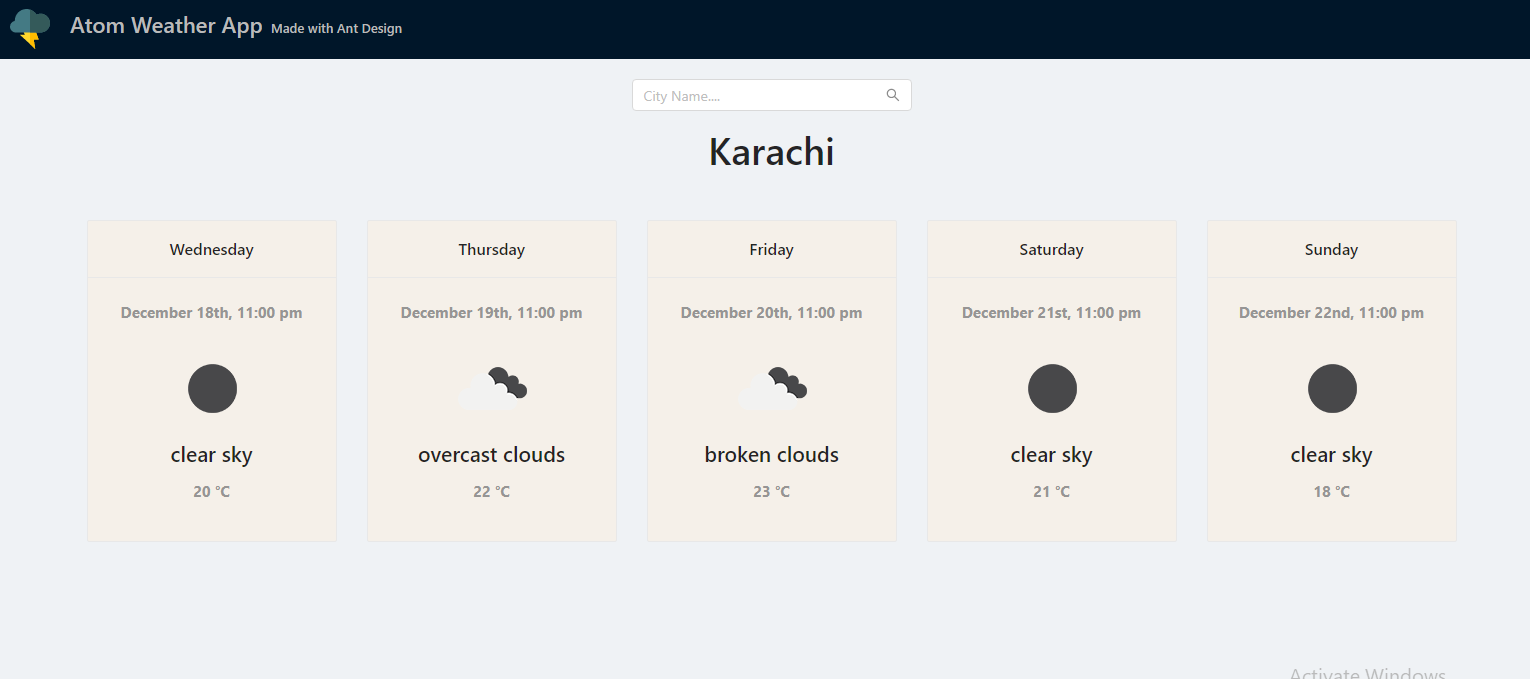 Atom Weather App Made with Ant Design
City Name....
Karachi
Wednesday
December 18th, 11:00 pm
clear sky
20 °C
Thursday
December 19th, 11:00 pm
overcast clouds
22 °C
Friday
December 20th, 11:00 pm
broken clouds
23 °C
Saturday
December 21st, 11:00 pm
clear sky
21 °C
Sunday
December 22nd, 11:00 pm
clear sky
18 °C
Activate Windows